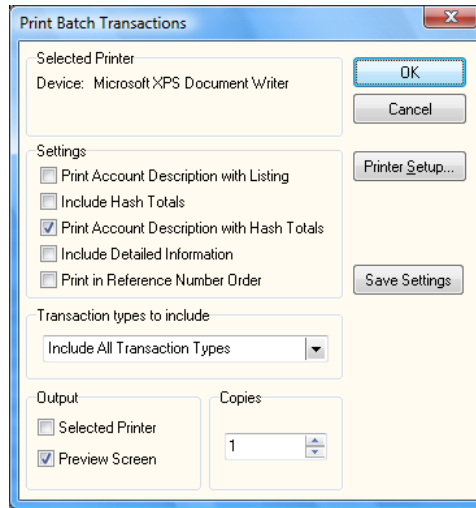 Print Batch Transactions
Selected Printer
Device: Microsoft XPS Document Writer
OK
Cancel
Settings
Print Account Description with Listing
Include Hash Totals
Print Account Description with Hash Totals
Include Detailed Information
Print in Reference Number Order
Printer Setup...
Save Settings
Transaction types to include
Include All Transaction Types
Output
Selected Printer
Preview Screen
Copies
1